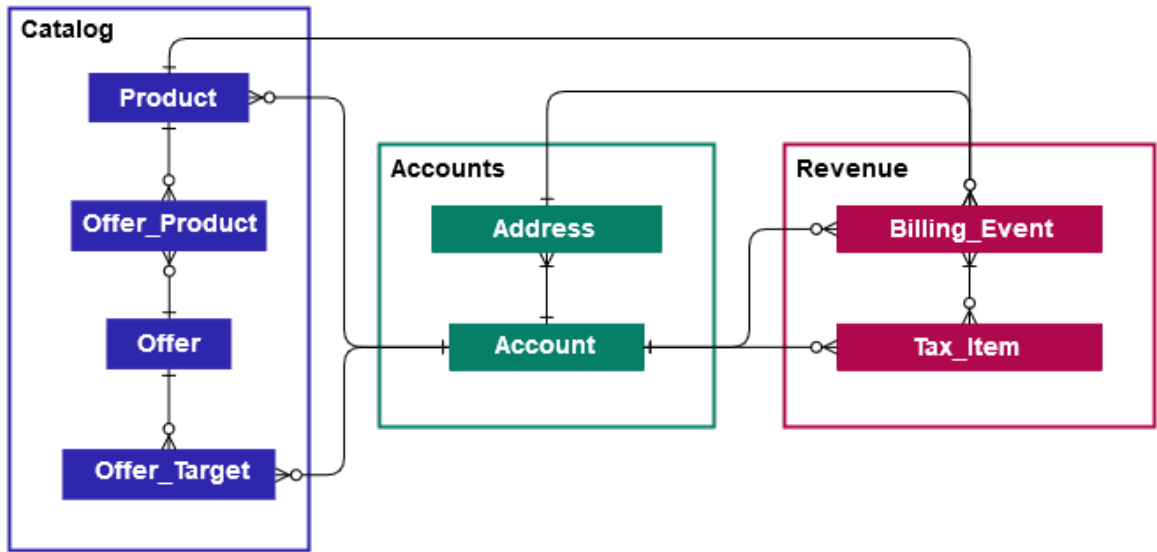 Catalog
Product
Offer_Product
Offer
Offer_Target
Accounts
Address
Account
Revenue
Billing_Event
Tax_Item